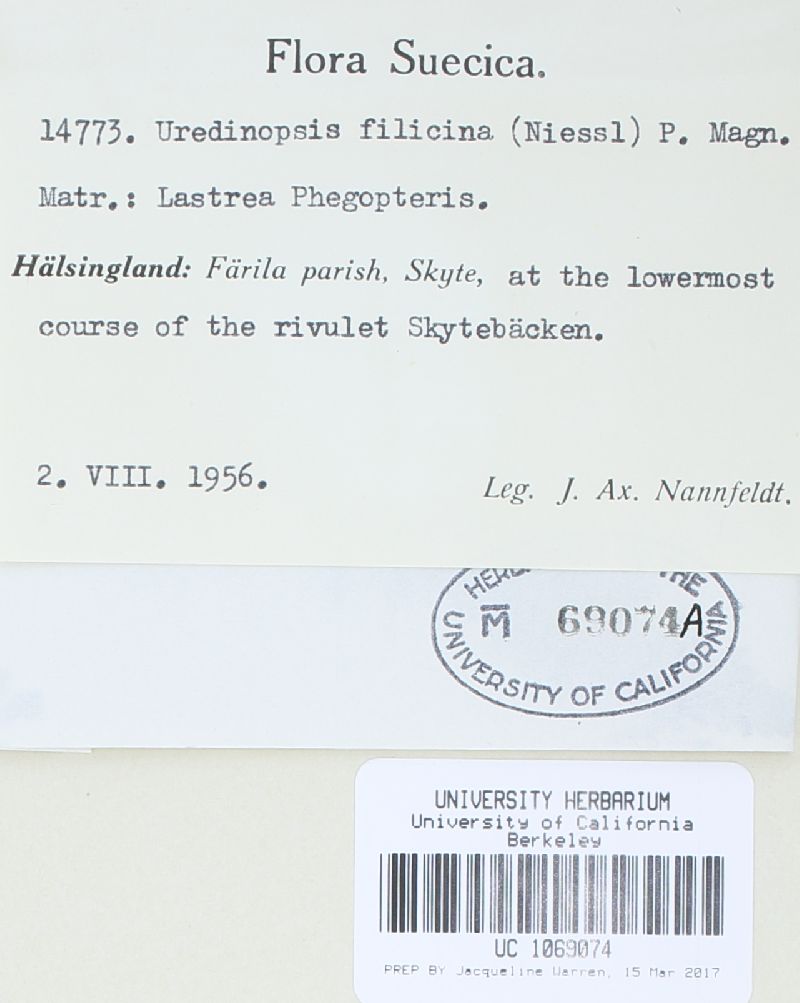 Flora Suecica.
14773. Uredinopsis filicina (Niessl) P. Magn.
Matr.: Lastrea Phegopteris.
Hälsingland: Färila parish, Skyte, at the lowermost
course of the rivulet Skytebäcken.
2. VIII. 1956.
Leg. J. Ax. Nannfeldt.
THE
M̅ 69074A
UNIVERSITY OF CALIFORNIA
UNIVERSITY HERBARIUM
University of California
Berkeley
UC 1069074
PREP BY Jacqueline Warren, 15 Mar 2017